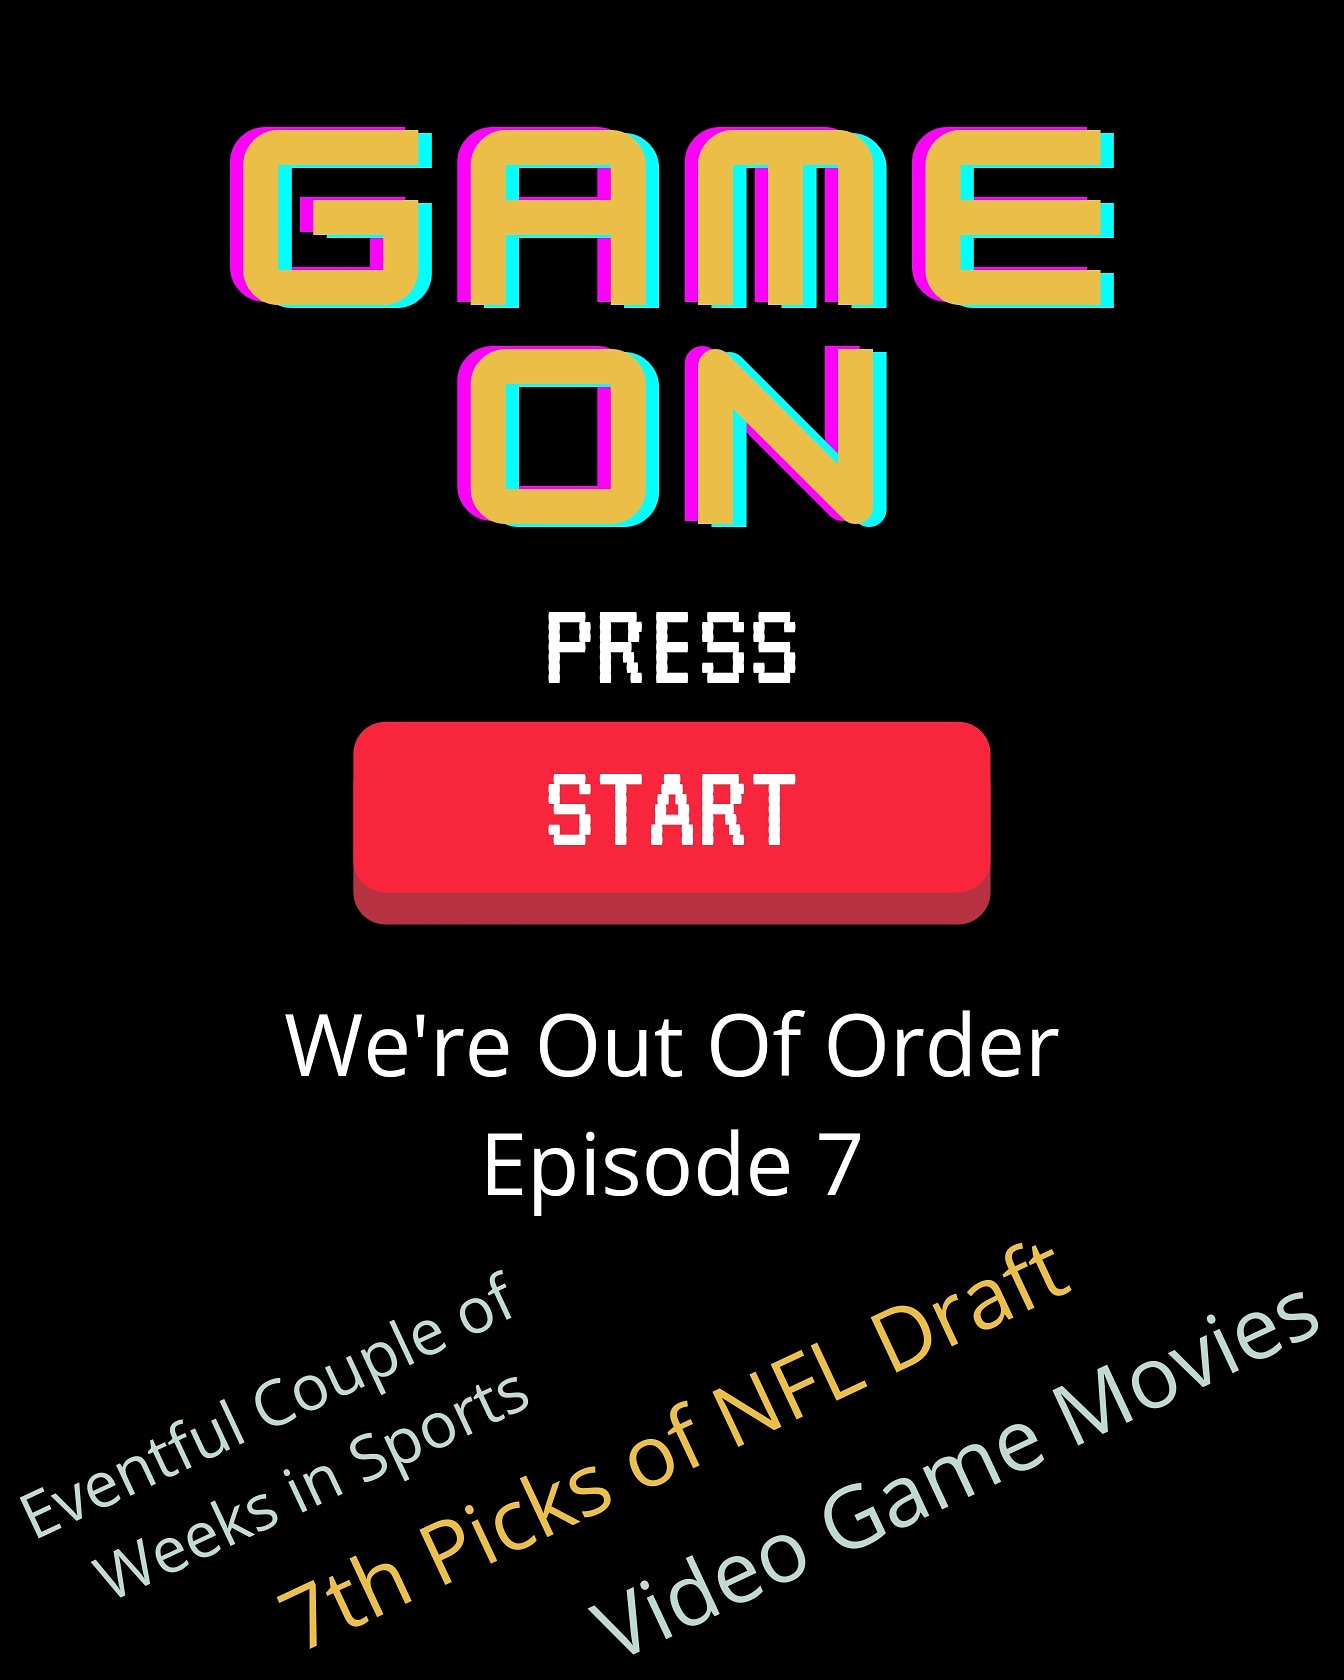 GAME
ON
PRESS
START
We're Out Of Order
Episode 7
Eventful Couple of
Weeks in Sports
7th Picks of NFL Draft
Video Game Movies